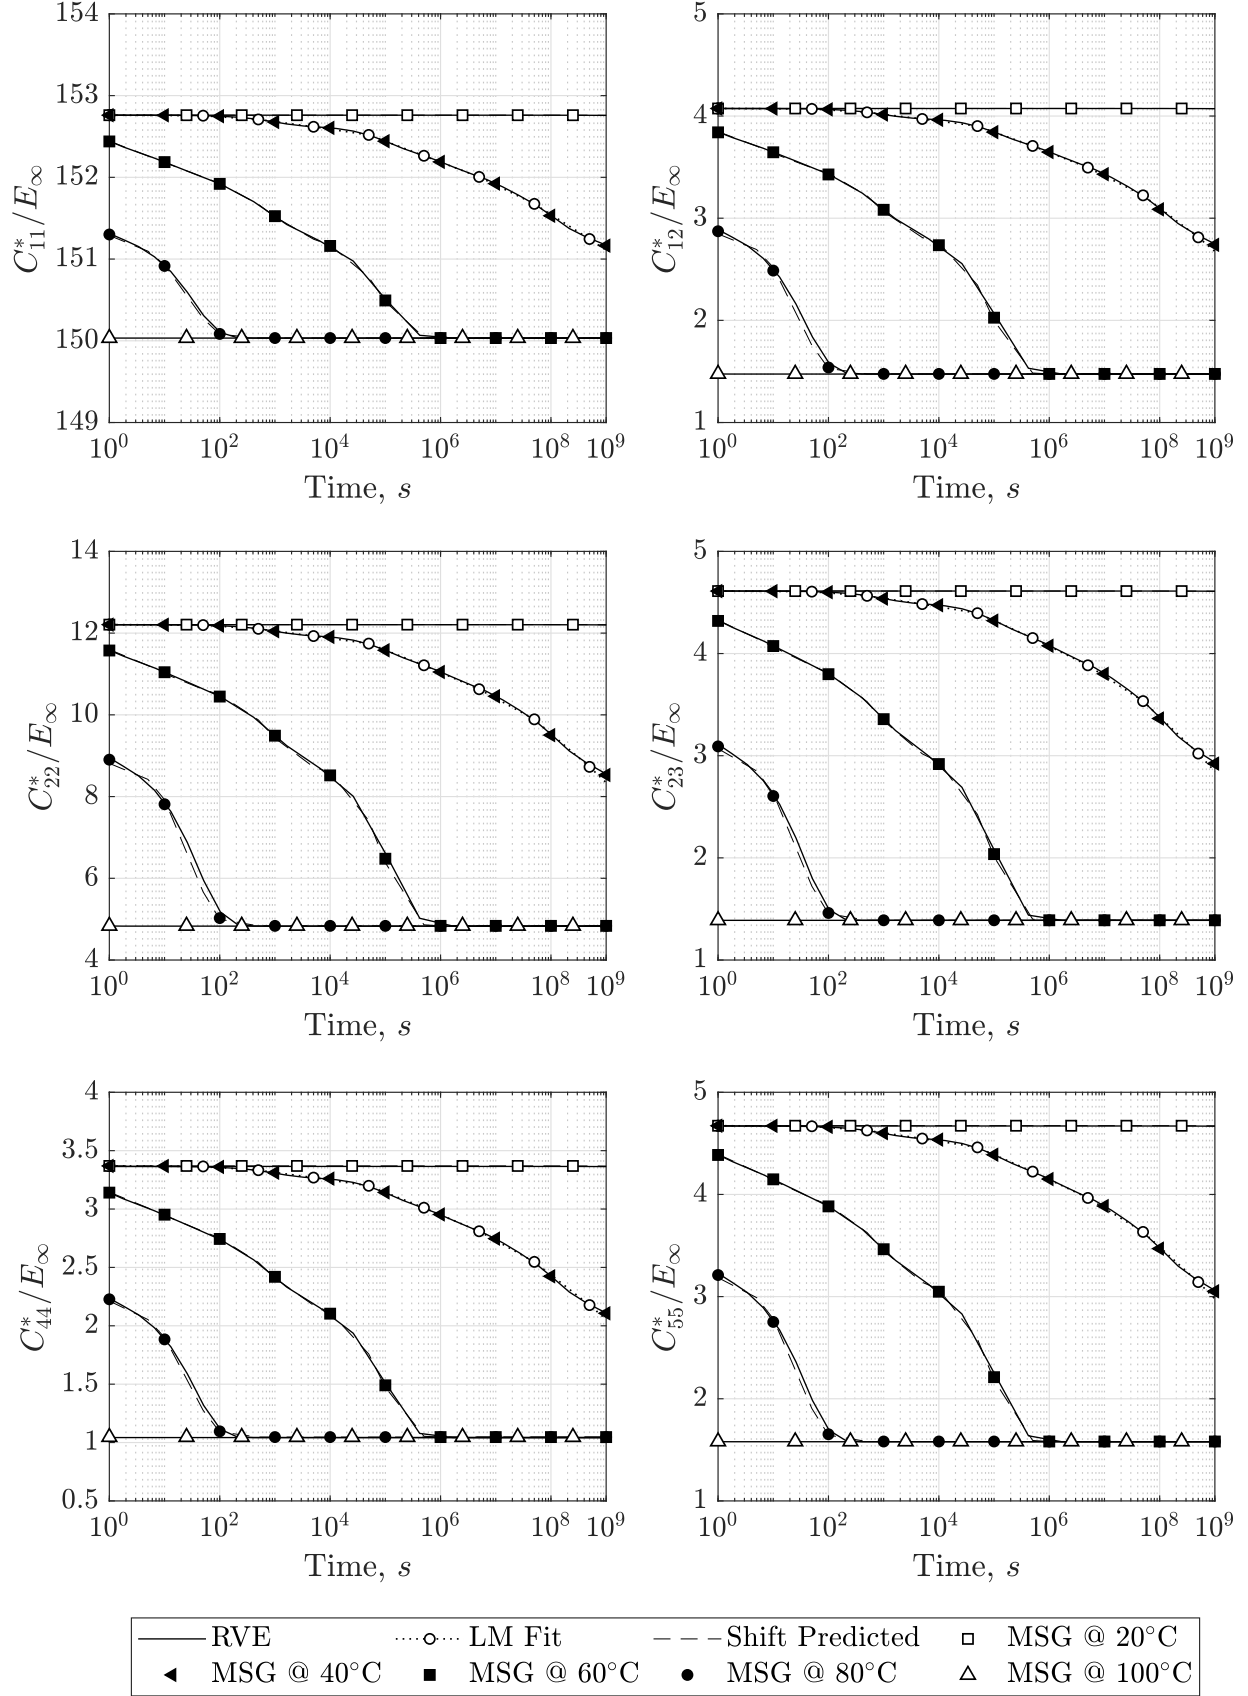 154
153
152
151
150
149
C*11/E∞
10^0 10^2 10^4 10^6 10^8 10^9
Time, s
5
4
3
2
1
C*12/E∞
10^0 10^2 10^4 10^6 10^8 10^9
Time, s
14
12
10
8
6
4
C*22/E∞
10^0 10^2 10^4 10^6 10^8 10^9
Time, s
5
4
3
2
1
C*23/E∞
10^0 10^2 10^4 10^6 10^8 10^9
Time, s
4
3.5
3
2.5
2
1.5
1
0.5
C*44/E∞
10^0 10^2 10^4 10^6 10^8 10^9
Time, s
5
4
3
2
1
C*55/E∞
10^0 10^2 10^4 10^6 10^8 10^9
Time, s
RVE LM Fit Shift Predicted MSG @ 20°C
MSG @ 40°C MSG @ 60°C MSG @ 80°C MSG @ 100°C